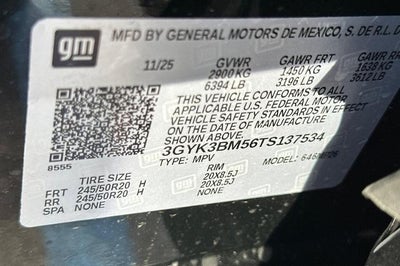 gm
MFD BY GENERAL MOTORS DE MEXICO, S. DE R.L. D
11/25 GVWR GAWR FRT GAWR RR
2900 KG 1450 KG 1638 KG
6394 LB 3196 LB 3612 LB
THIS VEHICLE CONFORMS TO ALL
APPLICABLE U.S. FEDERAL MOTOR
VEHICLE SAFETY STANDARDS IN EFFECT
ON THE DATE OF MANUFACTURE
FROM ABOVE.
3GYK3BM56TS137534
TYPE: MPV MODEL:
8555
TIRE SIZE RIM
FRT 245/50R20 H 20X8.5J
RR 245/50R20 H 20X8.5J
SPA NONE NONE